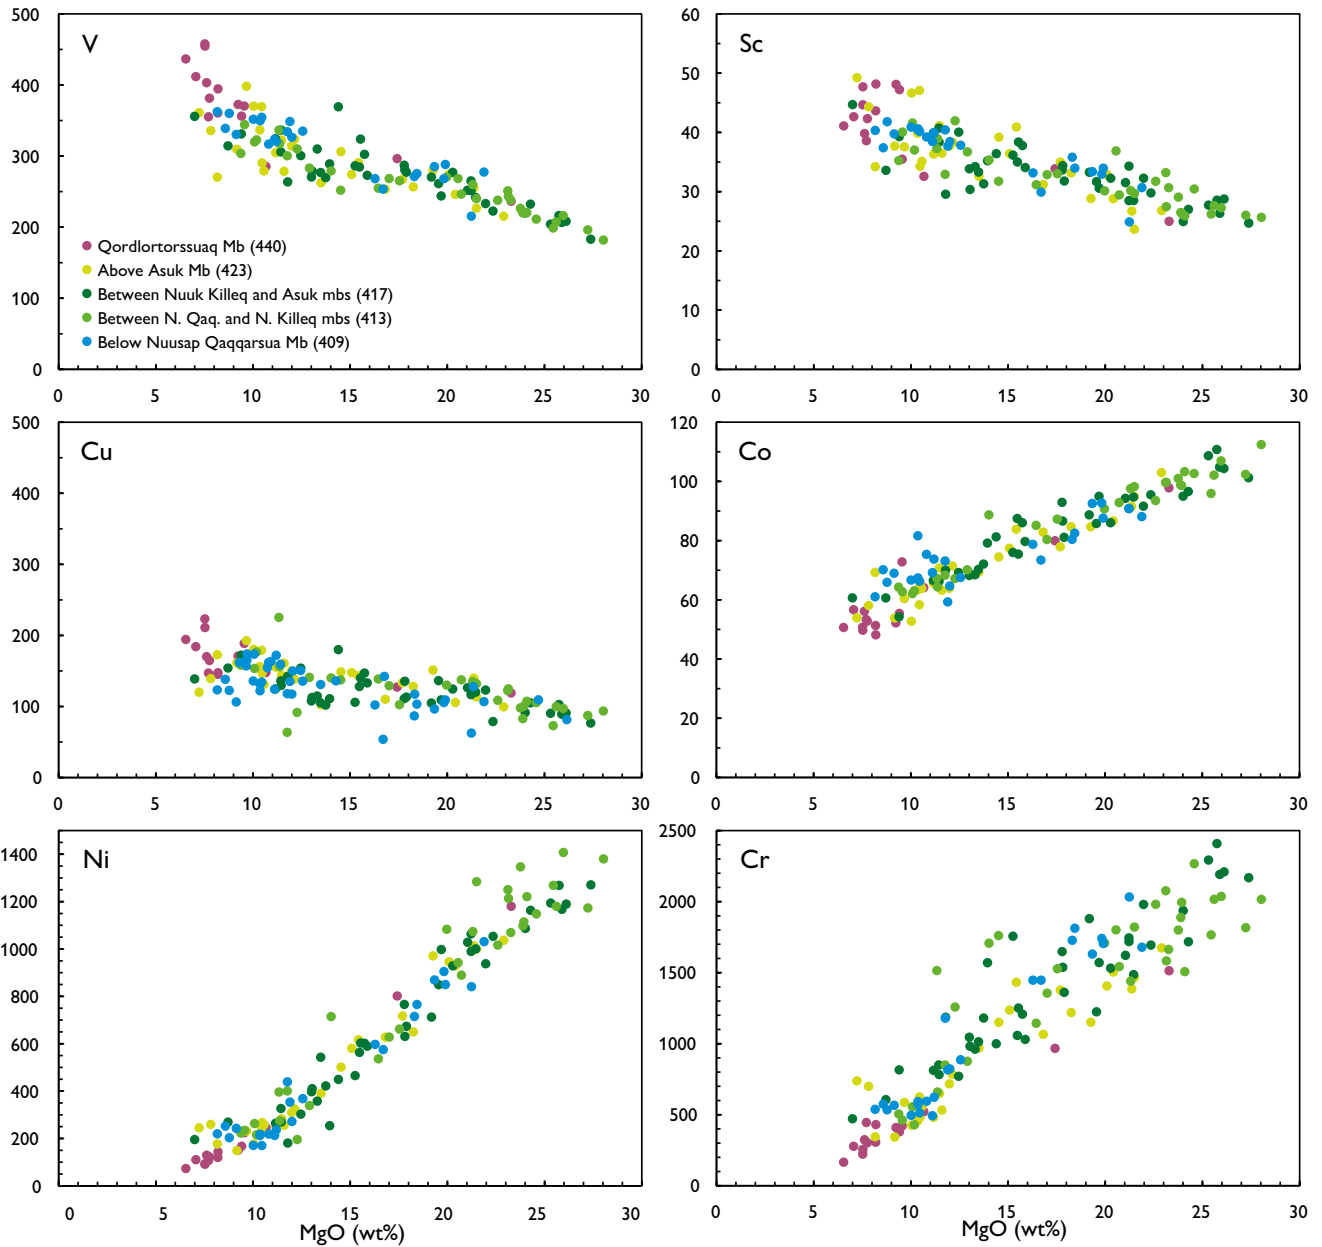 V
500
400
300
200
100
0
Qordlortorssuaq Mb (440)
Above Asuk Mb (423)
Between Nuuk Killeq and Asuk mbs (417)
Between N. Qaq. and N. Killeq mbs (413)
Below Nuusap Qaqqarsua Mb (409)
0 5 10 15 20 25 30
Sc
60
50
40
30
20
10
0
0 5 10 15 20 25 30
Cu
500
400
300
200
100
0
0 5 10 15 20 25 30
Co
120
100
80
60
40
20
0
0 5 10 15 20 25 30
Ni
1400
1200
1000
800
600
400
200
0
0 5 10 15 20 25 30
MgO (wt%)
Cr
2500
2000
1500
1000
500
0
0 5 10 15 20 25 30
MgO (wt%)